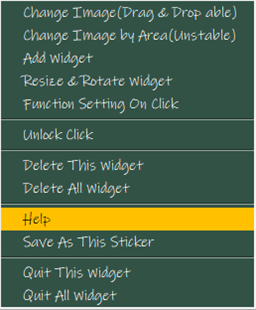 Change Image(Drag & Drop able)
Change Image by Area(Unstable)
Add Widget
Resize & Rotate Widget
Function Setting On Click
Unlock Click
Delete This Widget
Delete All Widget
Help
Save As This Sticker
Quit This Widget
Quit All Widget